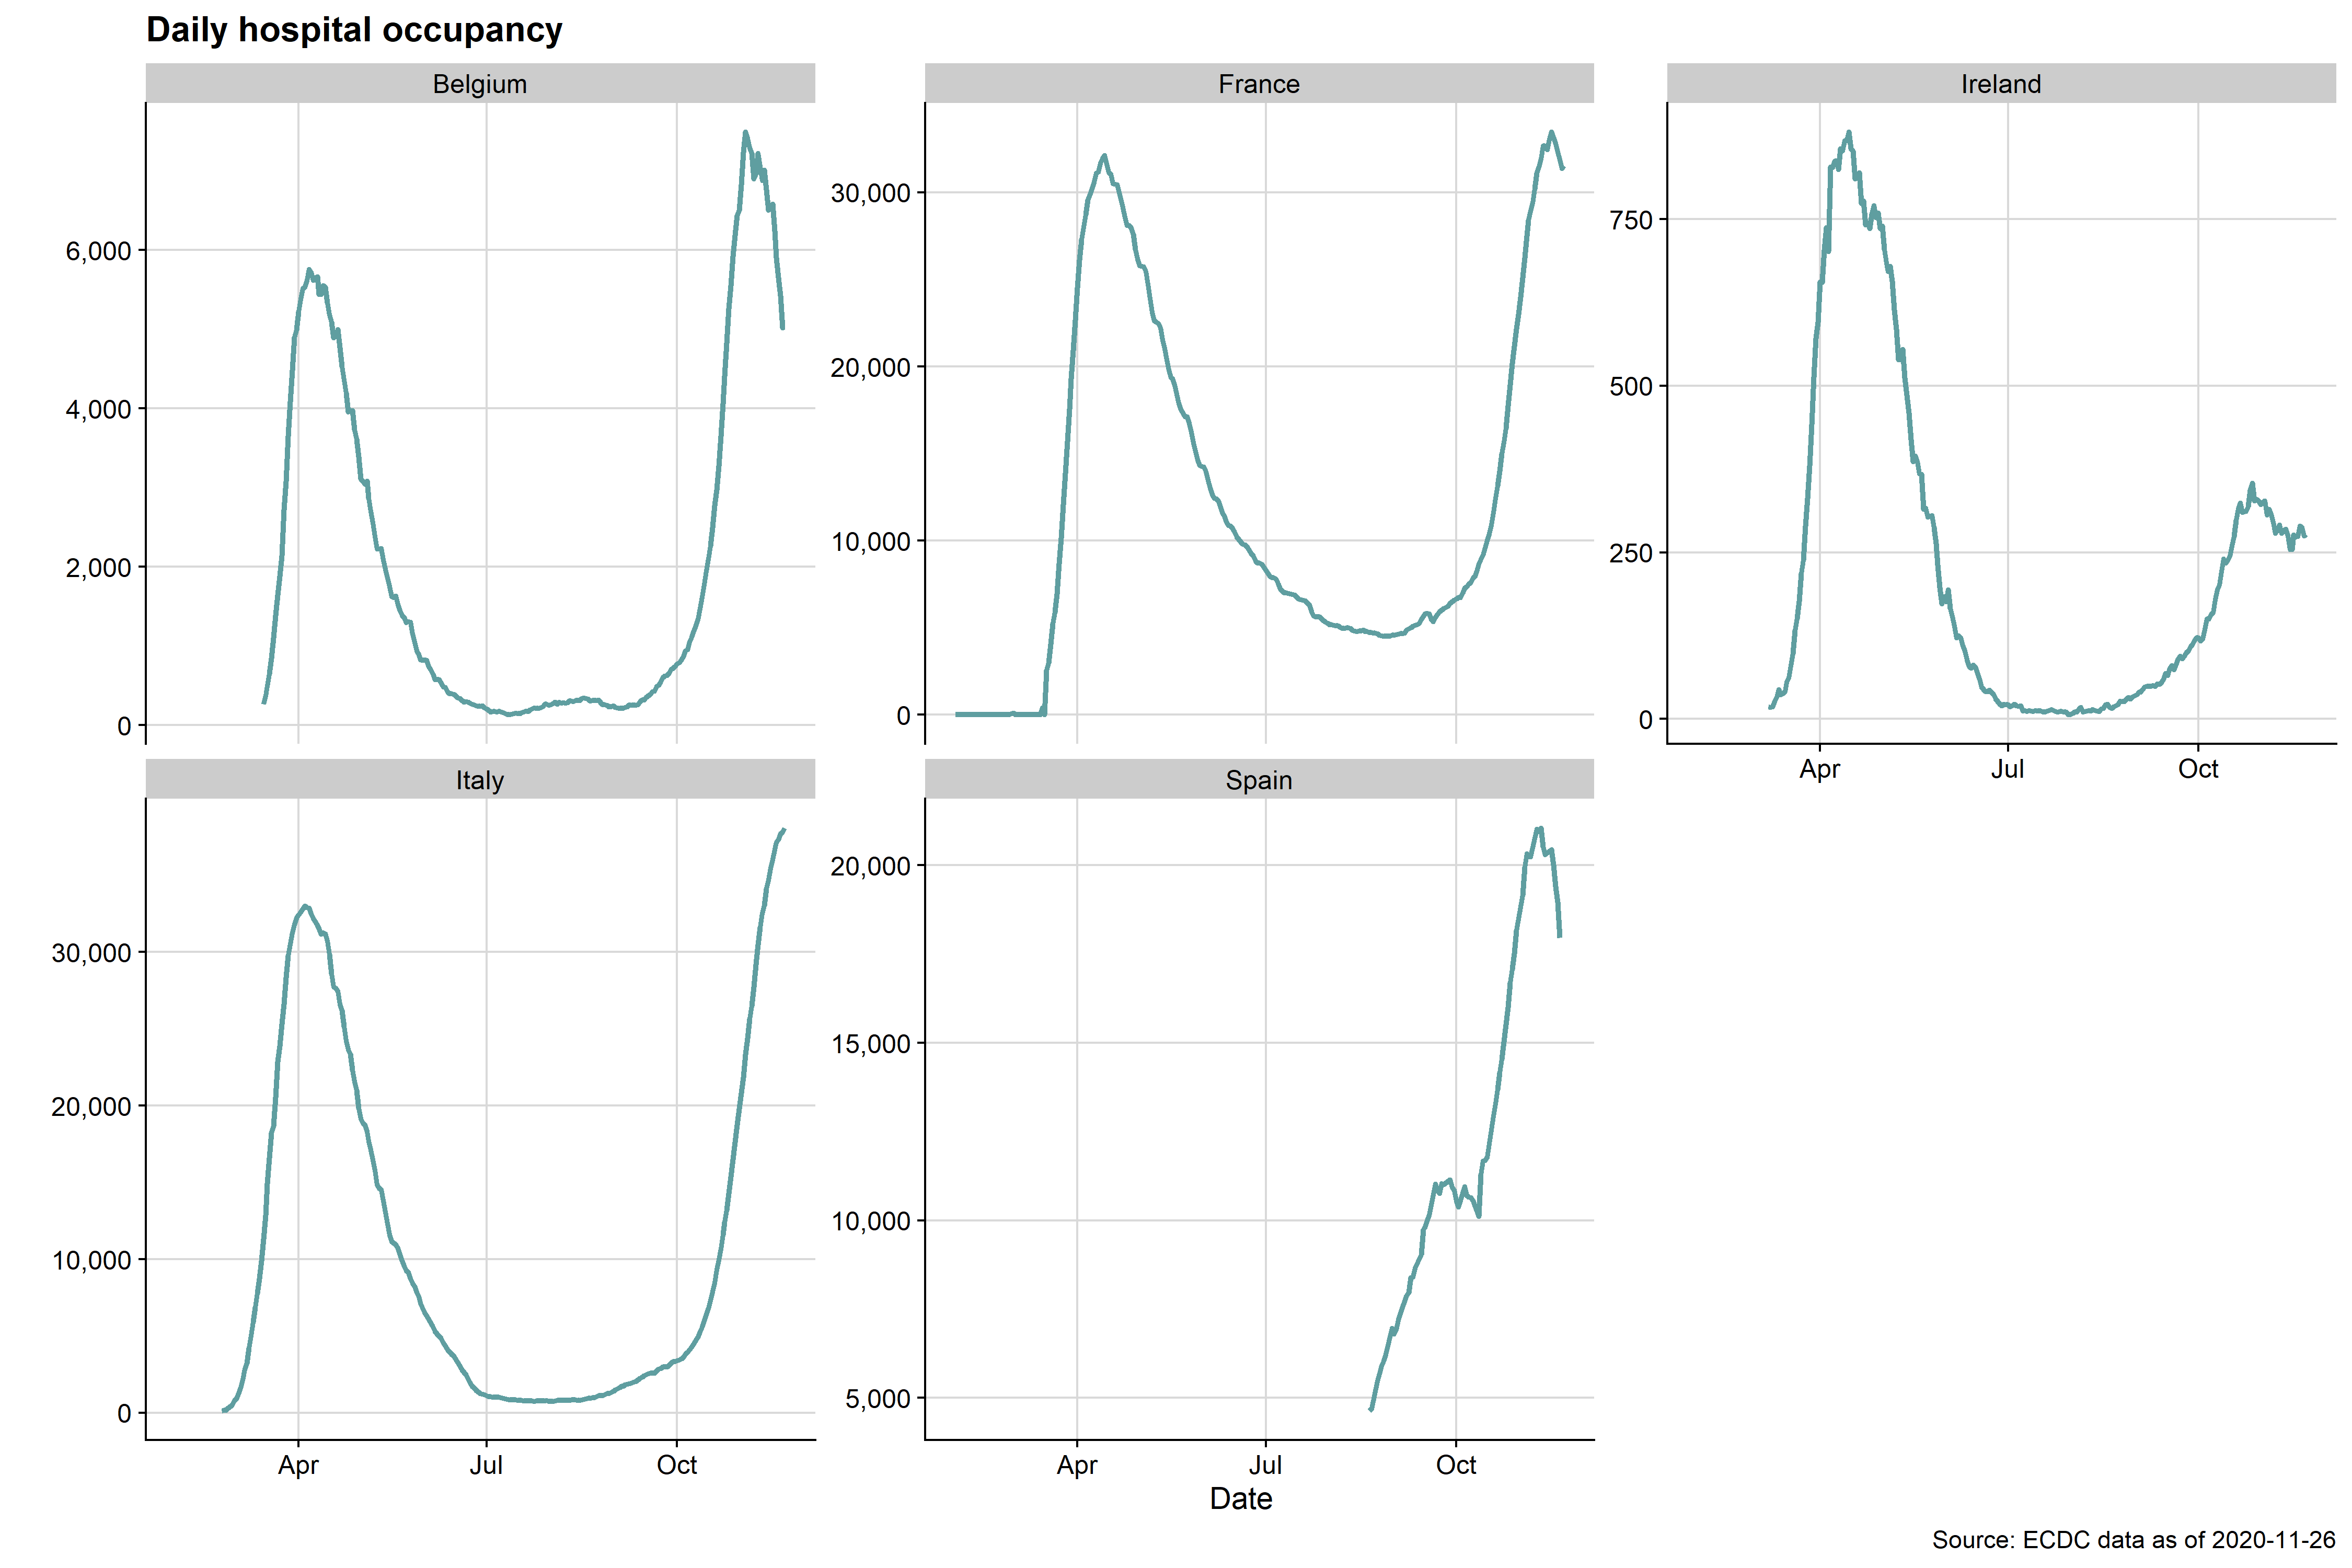 Daily hospital occupancy
Belgium
France
Ireland
6,000
4,000
2,000
0
30,000
20,000
10,000
0
750
500
250
0
Apr Jul Oct
Italy
Spain
30,000
20,000
10,000
0
20,000
15,000
10,000
5,000
Apr Jul Oct
Apr Jul Oct
Date
Source: ECDC data as of 2020-11-26